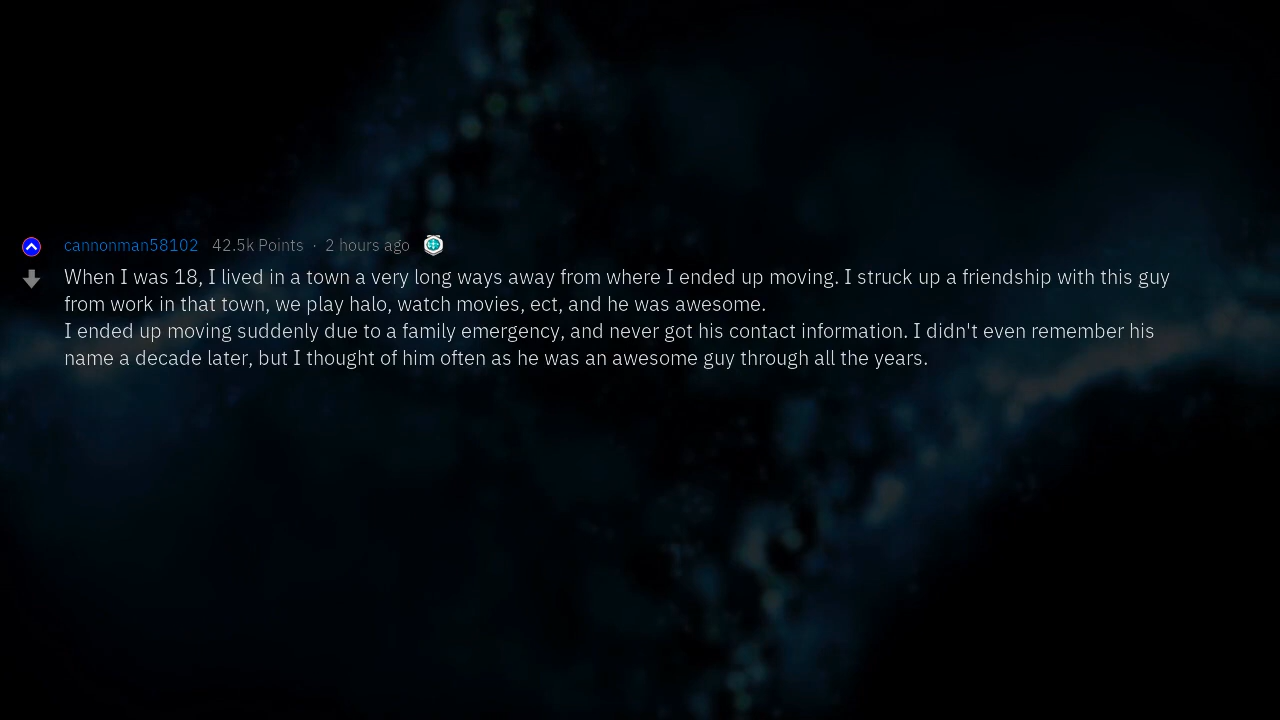 cannonman58102 42.5k Points · 2 hours ago
When I was 18, I lived in a town a very long ways away from where I ended up moving. I struck up a friendship with this guy
from work in that town, we play halo, watch movies, ect, and he was awesome.
I ended up moving suddenly due to a family emergency, and never got his contact information. I didn't even remember his
name a decade later, but I thought of him often as he was an awesome guy through all the years.